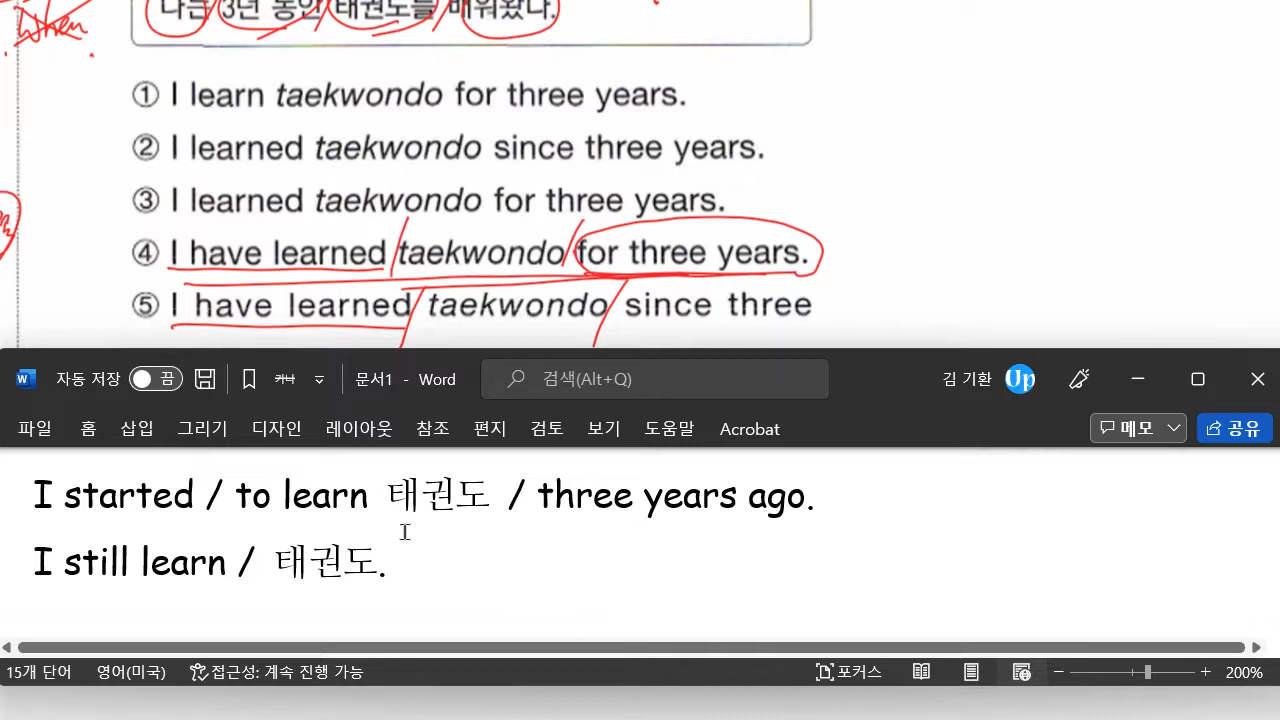 when
나는 3년 동안 태권도를 배워왔다.
① I learn taekwondo for three years.
② I learned taekwondo since three years.
③ I learned taekwondo for three years.
④ I have learned taekwondo for three years.
⑤ I have learned taekwondo since three
자동 저장 끔 가나 문서1 - Word 검색(Alt+Q) 김 기환 Up
파일 홈 삽입 그리기 디자인 레이아웃 참조 편지 검토 보기 도움말 Acrobat 메모 공유
I started / to learn 태권도 / three years ago.
I still learn / 태권도.
15개 단어 영어(미국) 접근성: 계속 진행 가능 포커스 200%